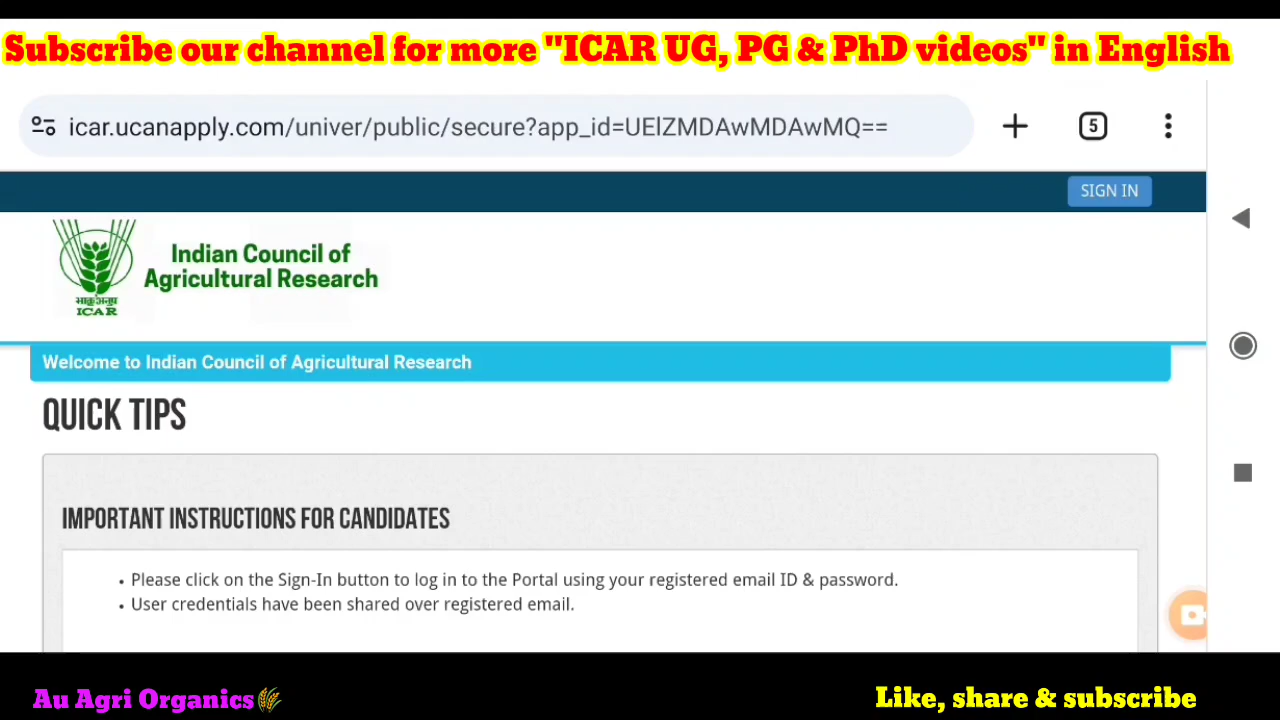 Subscribe our channel for more "ICAR UG, PG & PhD videos" in English
icar.ucanapply.com/univer/public/secure?app_id=UElZMDAwMDAwMQ==
5
SIGN IN
Indian Council of
Agricultural Research
भाकृअनुप
ICAR
Welcome to Indian Council of Agricultural Research
QUICK TIPS
IMPORTANT INSTRUCTIONS FOR CANDIDATES
• Please click on the Sign-In button to log in to the Portal using your registered email ID & password.
• User credentials have been shared over registered email.
Au Agri Organics🌾
Like, share & subscribe